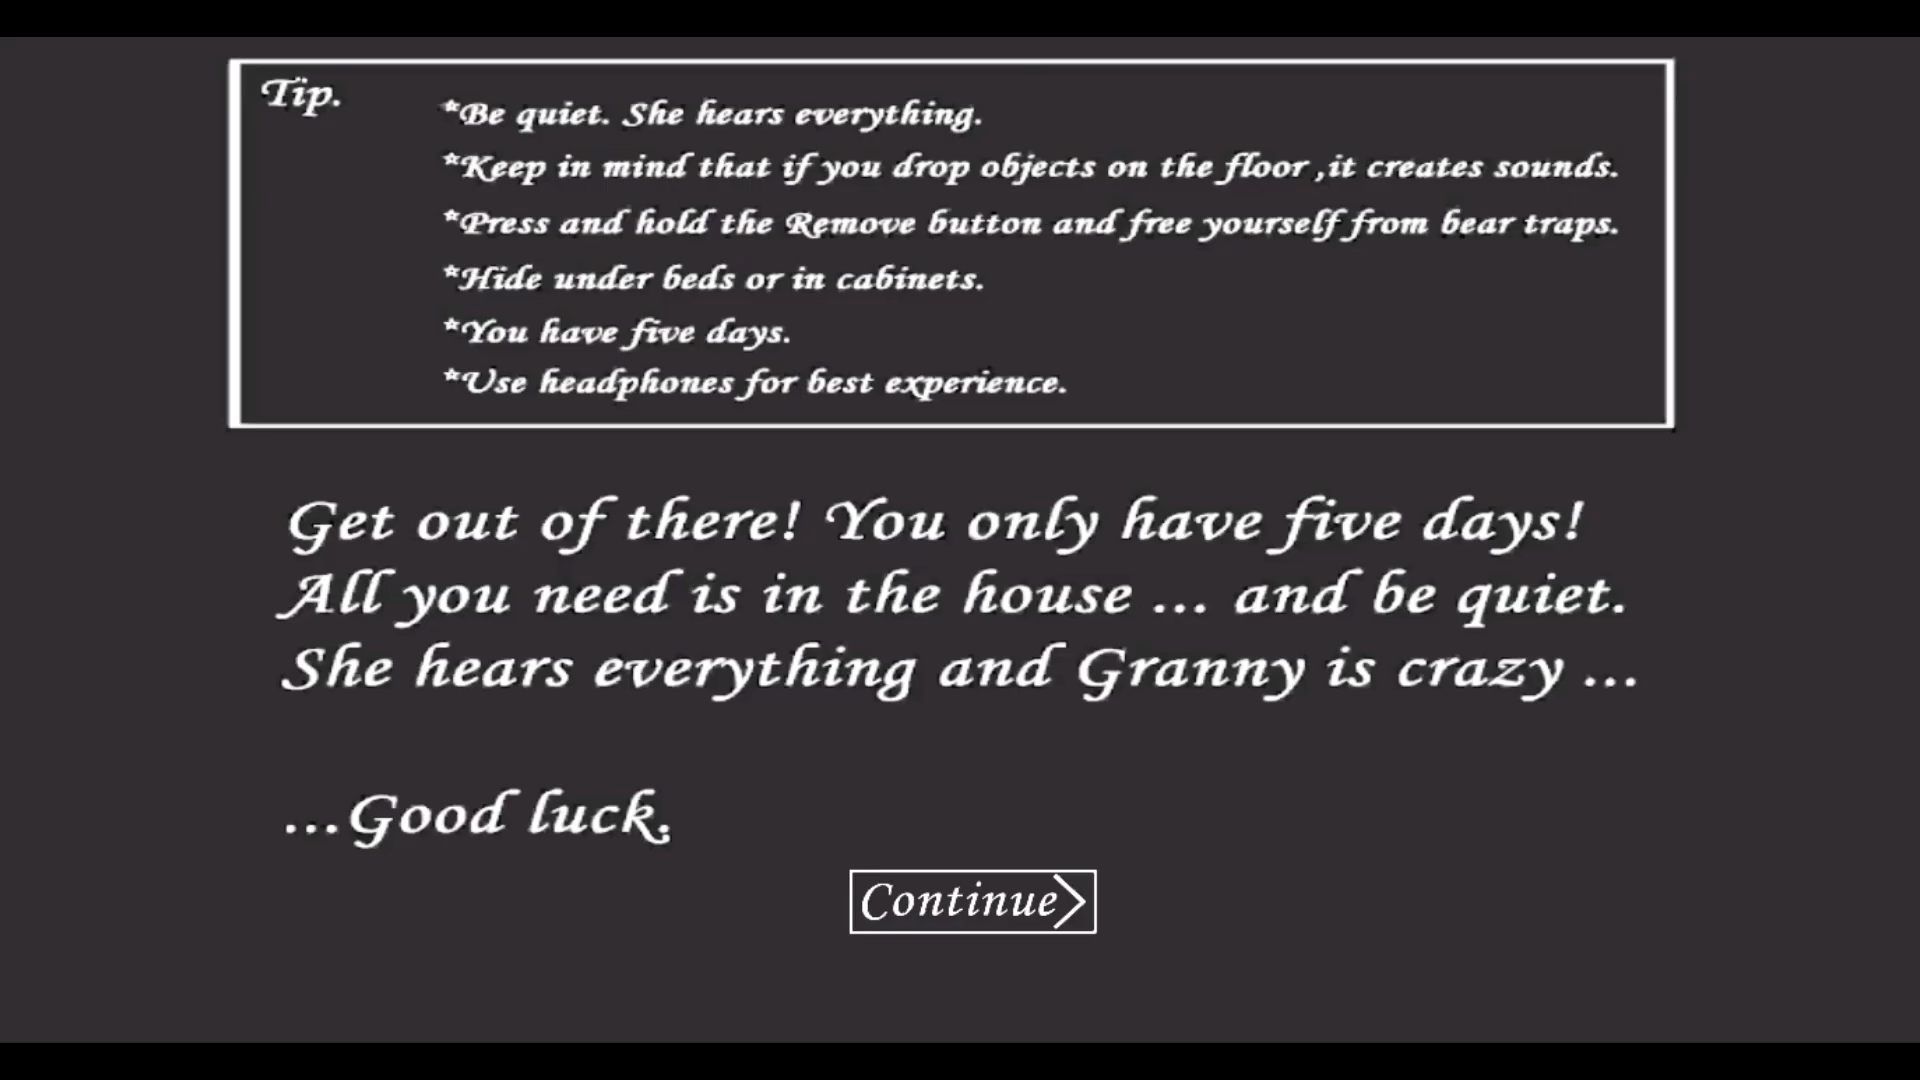 Tip.
*Be quiet. She hears everything.
*Keep in mind that if you drop objects on the floor ,it creates sounds.
*Press and hold the Remove button and free yourself from bear traps.
*Hide under beds or in cabinets.
*You have five days.
*Use headphones for best experience.
Get out of there! You only have five days!
All you need is in the house ... and be quiet.
She hears everything and Granny is crazy ...
...Good luck.
Continue>